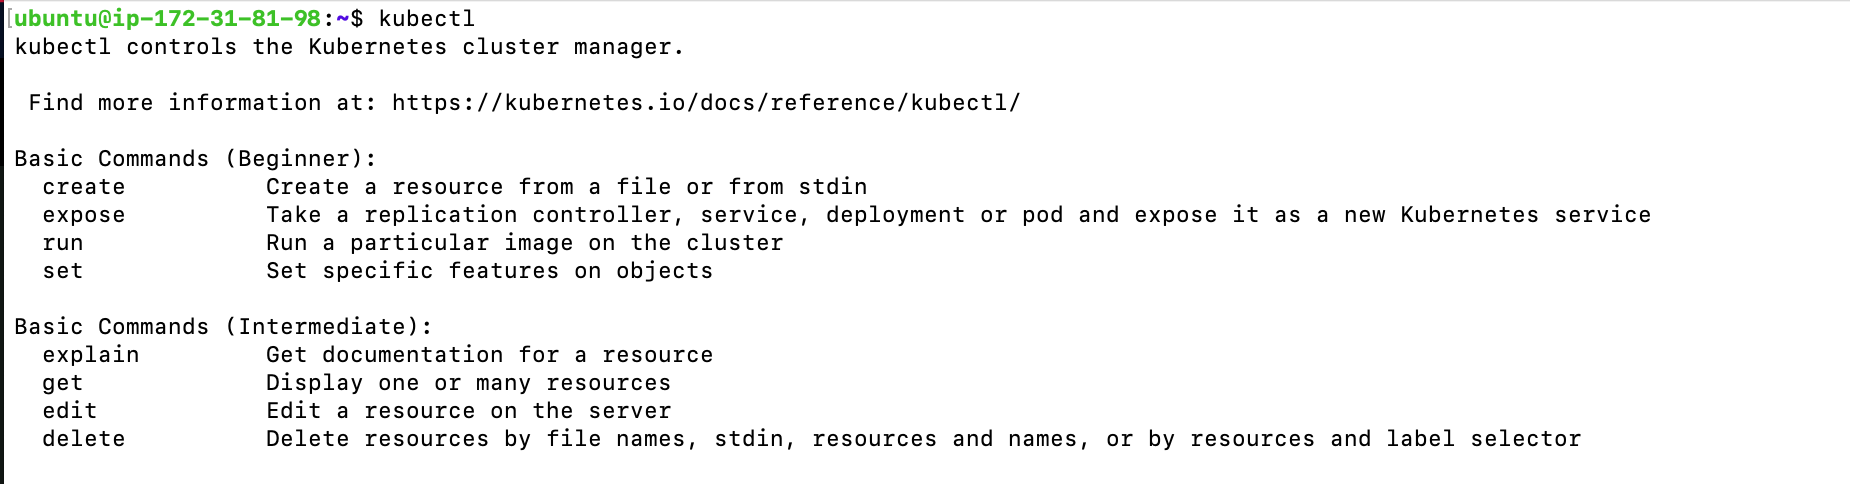 [ubuntu@ip-172-31-81-98:~$ kubectl
kubectl controls the Kubernetes cluster manager.
Find more information at: https://kubernetes.io/docs/reference/kubectl/
Basic Commands (Beginner):
create          Create a resource from a file or from stdin
expose          Take a replication controller, service, deployment or pod and expose it as a new Kubernetes service
run             Run a particular image on the cluster
set             Set specific features on objects
Basic Commands (Intermediate):
explain         Get documentation for a resource
get             Display one or many resources
edit            Edit a resource on the server
delete          Delete resources by file names, stdin, resources and names, or by resources and label selector